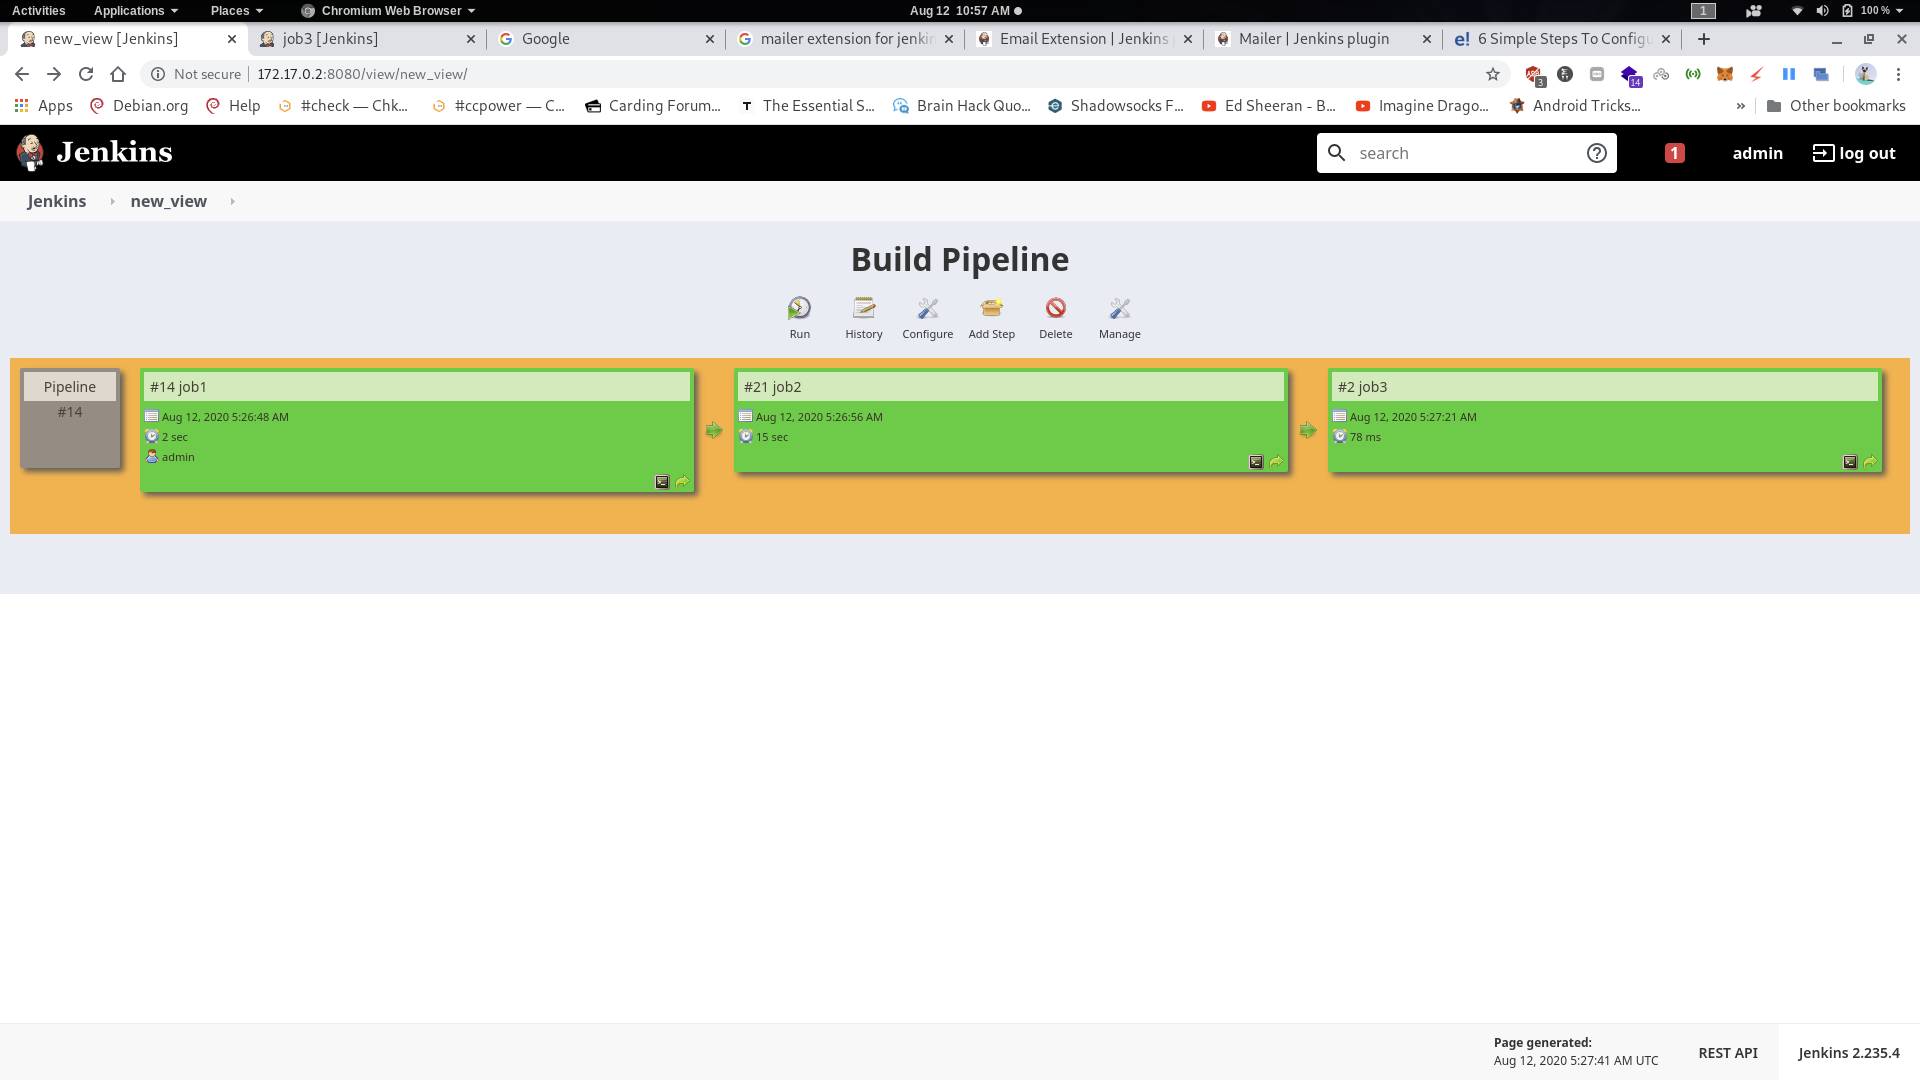 Activities Applications Places Chromium Web Browser Aug 12 10:57 AM 1 100 %
new_view [Jenkins] job3 [Jenkins] Google mailer extension for jenkin Email Extension | Jenkins Mailer | Jenkins plugin e! 6 Simple Steps To Configu
Not secure 172.17.0.2:8080/view/new_view/ 3 14
Apps Debian.org Help #check — Chk... #ccpower — C... Carding Forum... T The Essential S... Brain Hack Quo... Shadowsocks F... Ed Sheeran - B... Imagine Drago... Android Tricks... » Other bookmarks
Jenkins search 1 admin log out
Jenkins new_view
Build Pipeline
Run History Configure Add Step Delete Manage
Pipeline
#14
#14 job1
Aug 12, 2020 5:26:48 AM
2 sec
admin
#21 job2
Aug 12, 2020 5:26:56 AM
15 sec
#2 job3
Aug 12, 2020 5:27:21 AM
78 ms
Page generated:
Aug 12, 2020 5:27:41 AM UTC
REST API
Jenkins 2.235.4